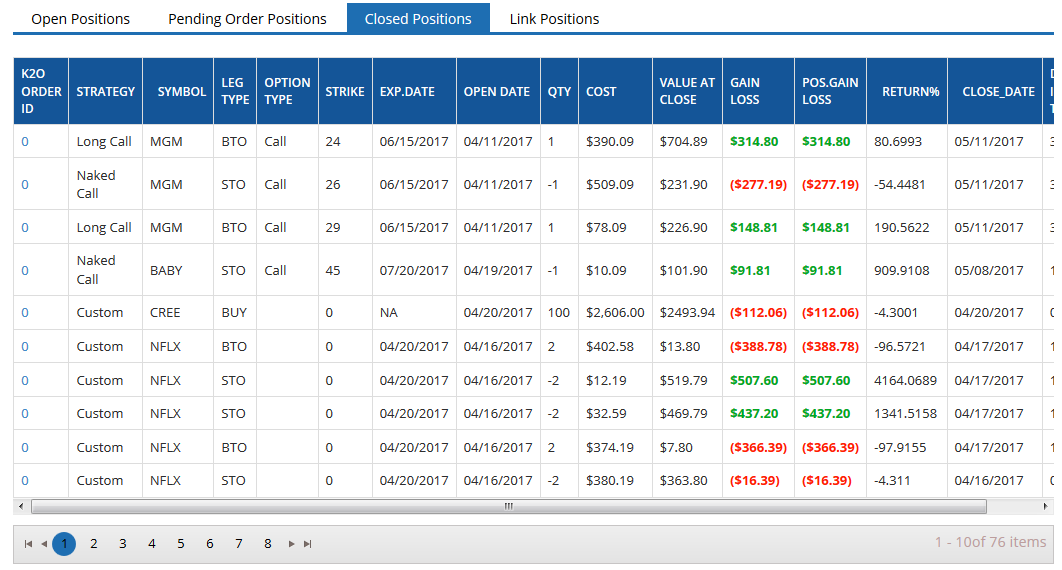 Open Positions Pending Order Positions Closed Positions Link Positions
K2O ORDER ID STRATEGY SYMBOL LEG TYPE OPTION TYPE STRIKE EXP.DATE OPEN DATE QTY COST VALUE AT CLOSE GAIN LOSS POS.GAIN LOSS RETURN% CLOSE_DATE
0 Long Call MGM BTO Call 24 06/15/2017 04/11/2017 1 $390.09 $704.89 $314.80 $314.80 80.6993 05/11/2017
0 Naked Call MGM STO Call 26 06/15/2017 04/11/2017 -1 $509.09 $231.90 ($277.19) ($277.19) -54.4481 05/11/2017
0 Long Call MGM BTO Call 29 06/15/2017 04/11/2017 1 $78.09 $226.90 $148.81 $148.81 190.5622 05/11/2017
0 Naked Call BABY STO Call 45 07/20/2017 04/19/2017 -1 $10.09 $101.90 $91.81 $91.81 909.9108 05/08/2017
0 Custom CREE BUY 0 NA 04/20/2017 100 $2,606.00 $2493.94 ($112.06) ($112.06) -4.3001 04/20/2017
0 Custom NFLX BTO 0 04/20/2017 04/16/2017 2 $402.58 $13.80 ($388.78) ($388.78) -96.5721 04/17/2017
0 Custom NFLX STO 0 04/20/2017 04/16/2017 -2 $12.19 $519.79 $507.60 $507.60 4164.0689 04/17/2017
0 Custom NFLX STO 0 04/20/2017 04/16/2017 -2 $32.59 $469.79 $437.20 $437.20 1341.5158 04/17/2017
0 Custom NFLX BTO 0 04/20/2017 04/16/2017 2 $374.19 $7.80 ($366.39) ($366.39) -97.9155 04/17/2017
0 Custom NFLX STO 0 04/20/2017 04/16/2017 -2 $380.19 $363.80 ($16.39) ($16.39) -4.311 04/16/2017
1 2 3 4 5 6 7 8 1 - 10of 76 items